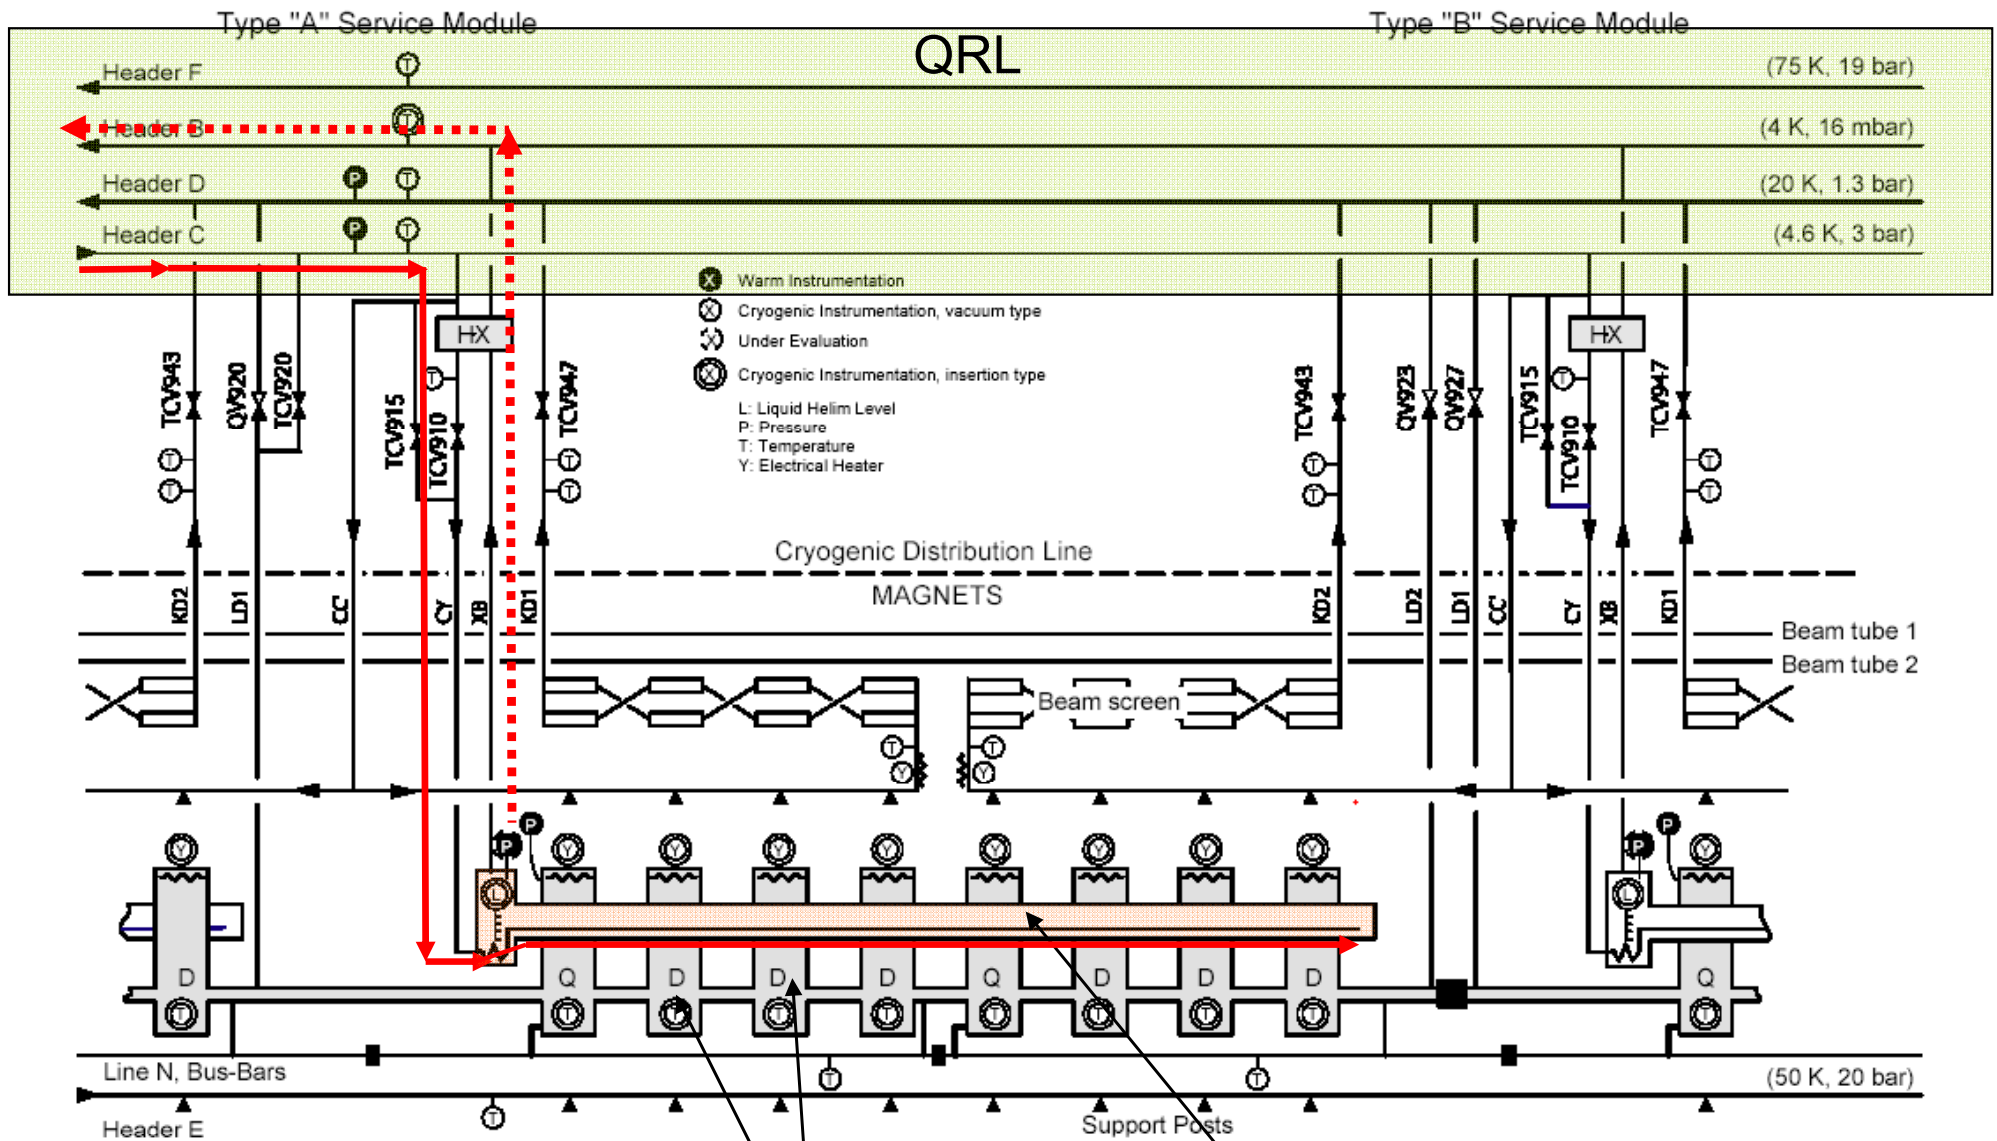 Type "A" Service Module
Type "B" Service Module
QRL
Header F
T
(75 K, 19 bar)
Header B
T
(4 K, 16 mbar)
Header D
P
T
(20 K, 1.3 bar)
Header C
P
T
(4.6 K, 3 bar)
X Warm Instrumentation
X Cryogenic Instrumentation, vacuum type
X Under Evaluation
X Cryogenic Instrumentation, insertion type
L: Liquid Helim Level
P: Pressure
T: Temperature
Y: Electrical Heater
HX
HX
TCV943
QV920
TCV920
TCV915
TCV910
TCV947
TCV943
QV923
QV927
TCV915
TCV910
TCV947
T
T
T
T
T
T
T
T
T
T
Cryogenic Distribution Line
MAGNETS
KD2
LD1
CC'
CY
XB
KD1
KD2
LD2
LD1
CC'
CY
XB
KD1
Beam tube 1
Beam tube 2
Beam screen
T
T
Y
Y
P
P
P
P
Y
Y
Y
Y
Y
Y
Y
Y
Y
Y
L
L
D
Q
D
D
D
Q
D
D
D
Q
T
T
T
T
T
T
T
T
T
T
Line N, Bus-Bars
T
T
(50 K, 20 bar)
Header E
T
Support Posts